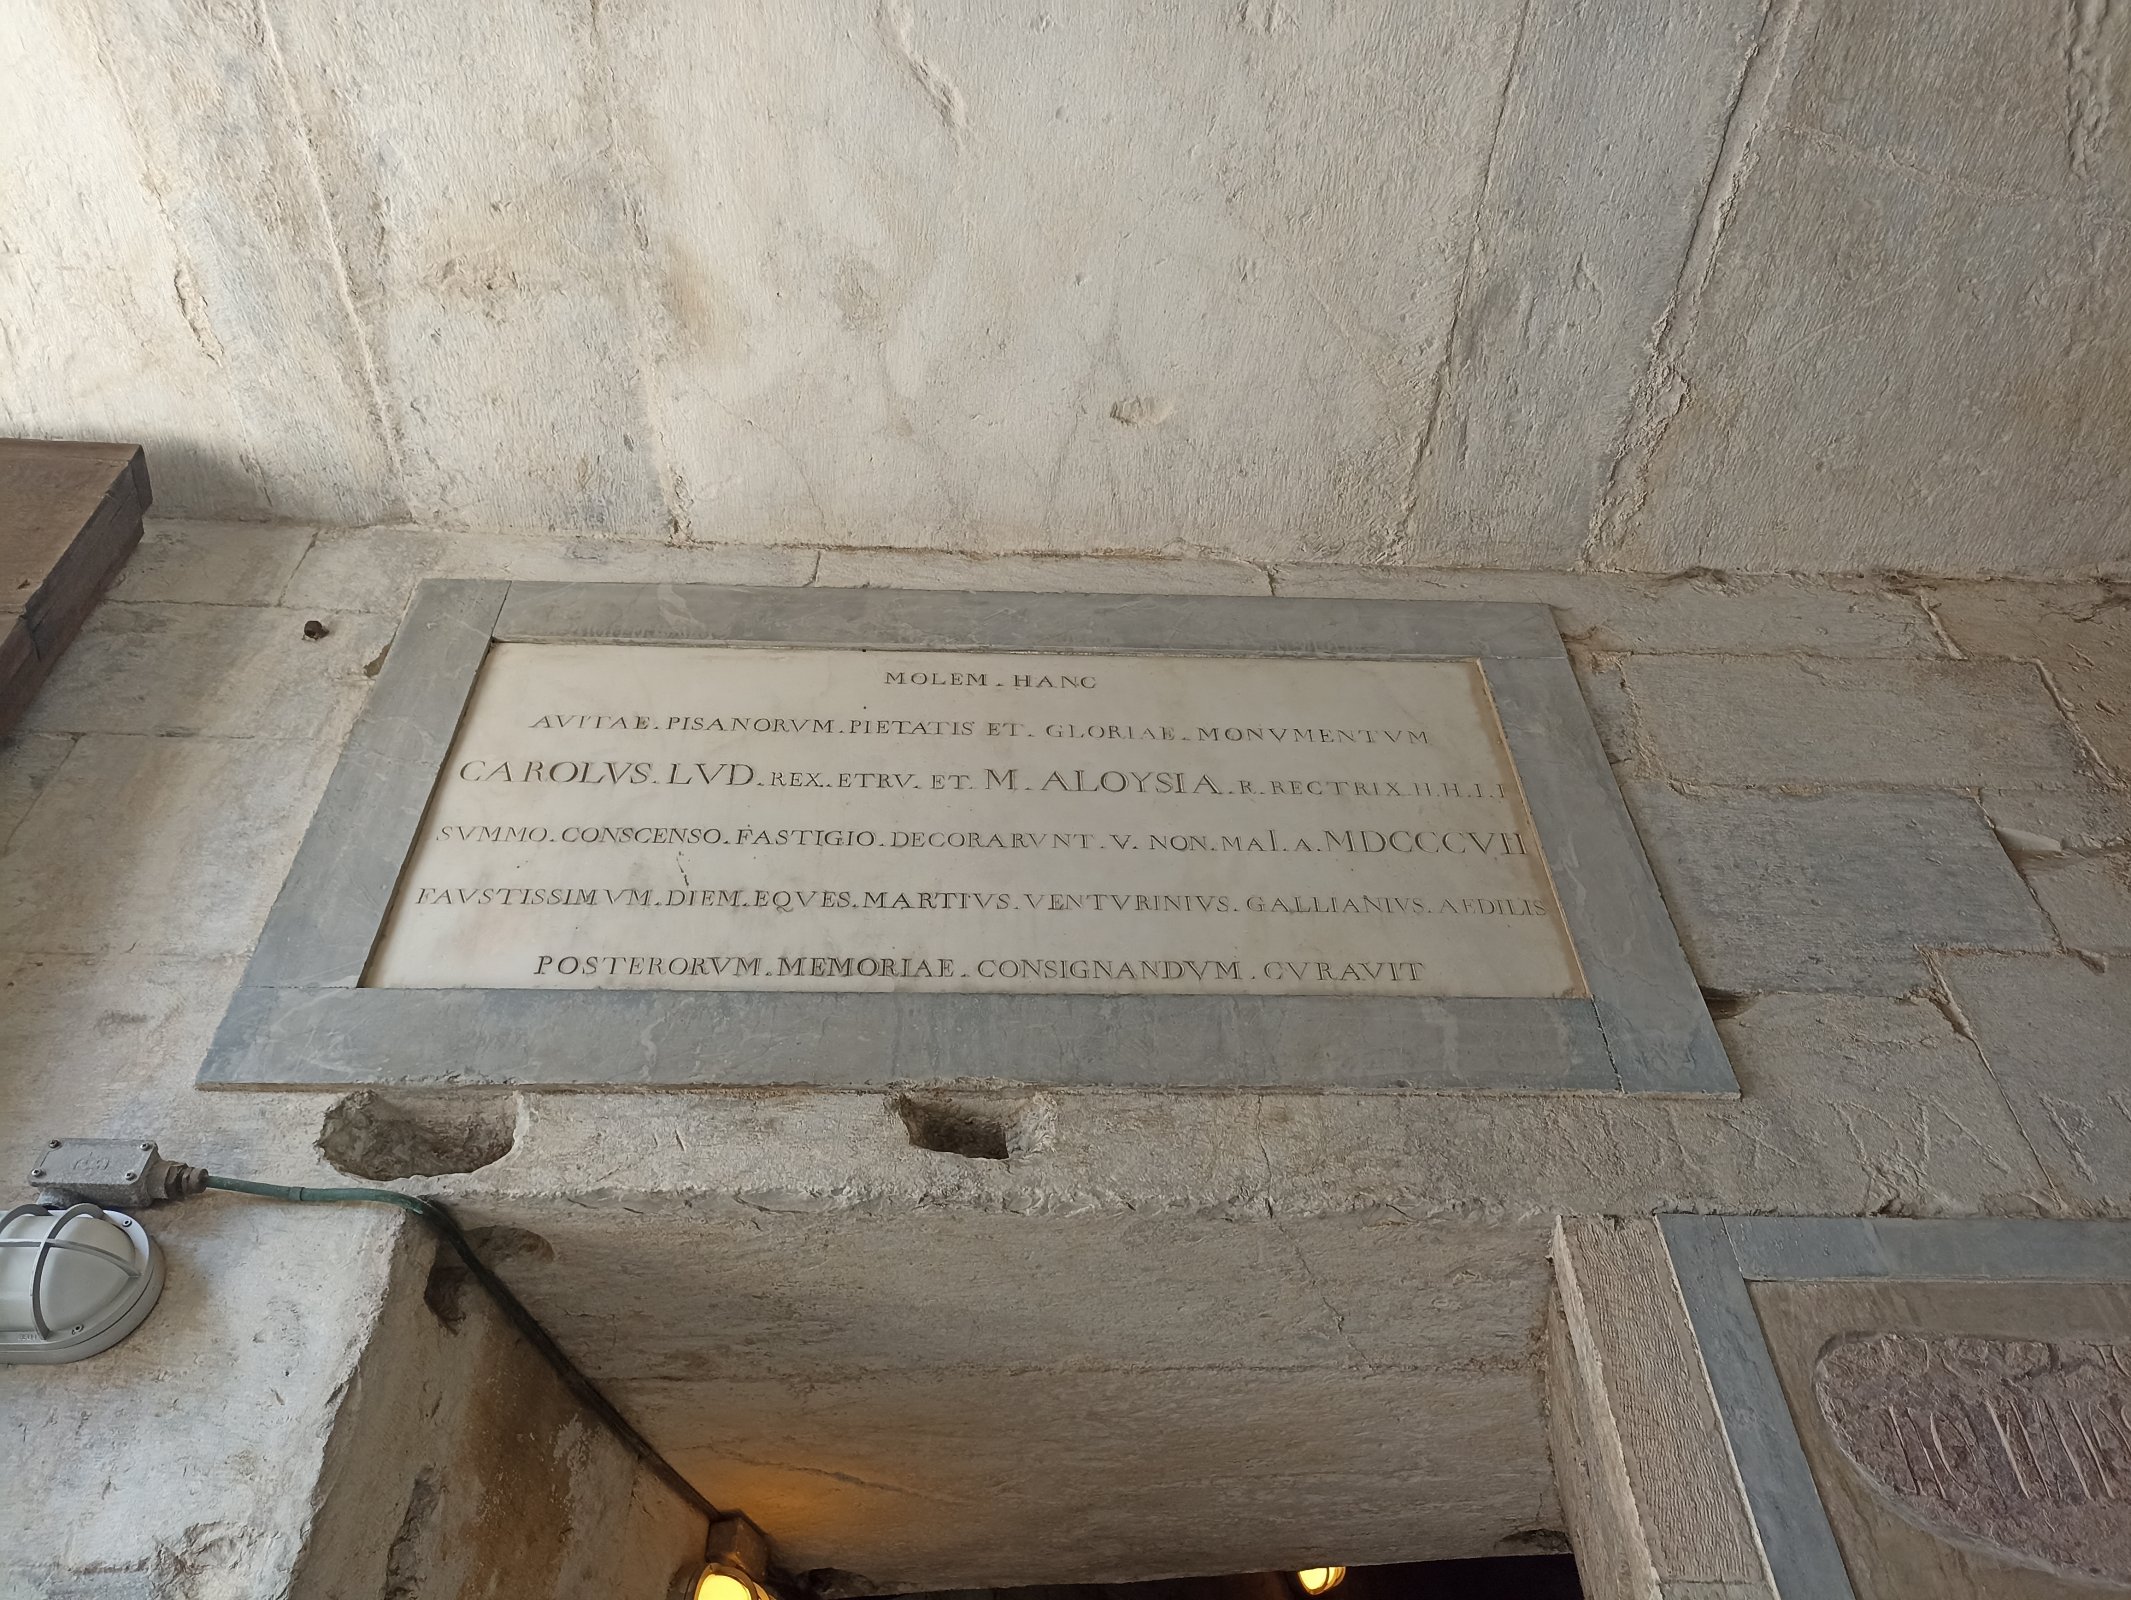 MOLEM . HANC
AVITAE . PISANORVM . PIETATIS ET . GLORIAE . MONVMENTVM
CAROLVS . LVD . REX . ETRV . ET . M . ALOYSIA . R . RECTRIX II . H . I . I
SVMMO . CONSCENSO . FASTIGIO . DECORARVNT . V . NON . MAI . A . MDCCCVII
FAVSTISSIMVM . DIEM . EQVES . MARTIVS . VENTVRINIVS . GALLIANIVS . AEDILIS
POSTERORVM . MEMORIAE . CONSIGNANDVM . CVRAVIT